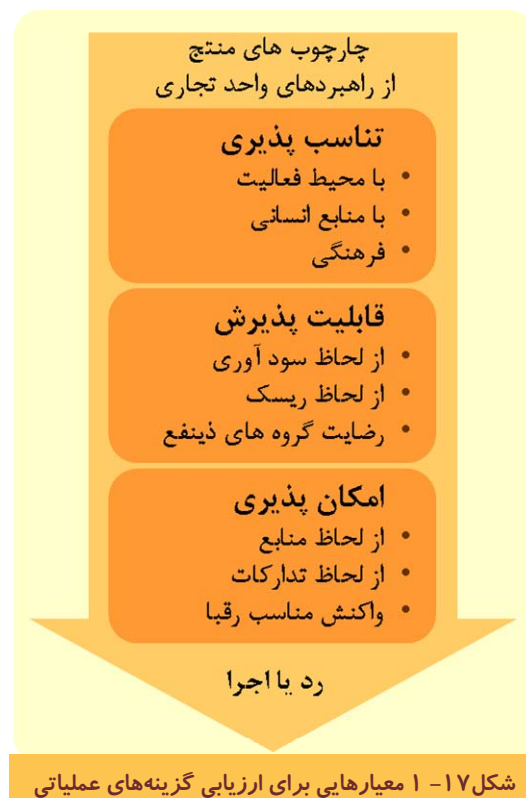 چارچوب های منتج
از راهبردهای واحد تجاری
تناسب پذیری
• با محیط فعالیت
• با منابع انسانی
• فرهنگی
قابلیت پذیرش
• از لحاظ سود آوری
• از لحاظ ریسک
• رضایت گروه های ذینفع
امکان پذیری
• از لحاظ منابع
• از لحاظ تدارکات
• واکنش مناسب رقبا
رد یا اجرا
شکل۱۷- ۱ معیارهایی برای ارزیابی گزینه‌های عملیاتی